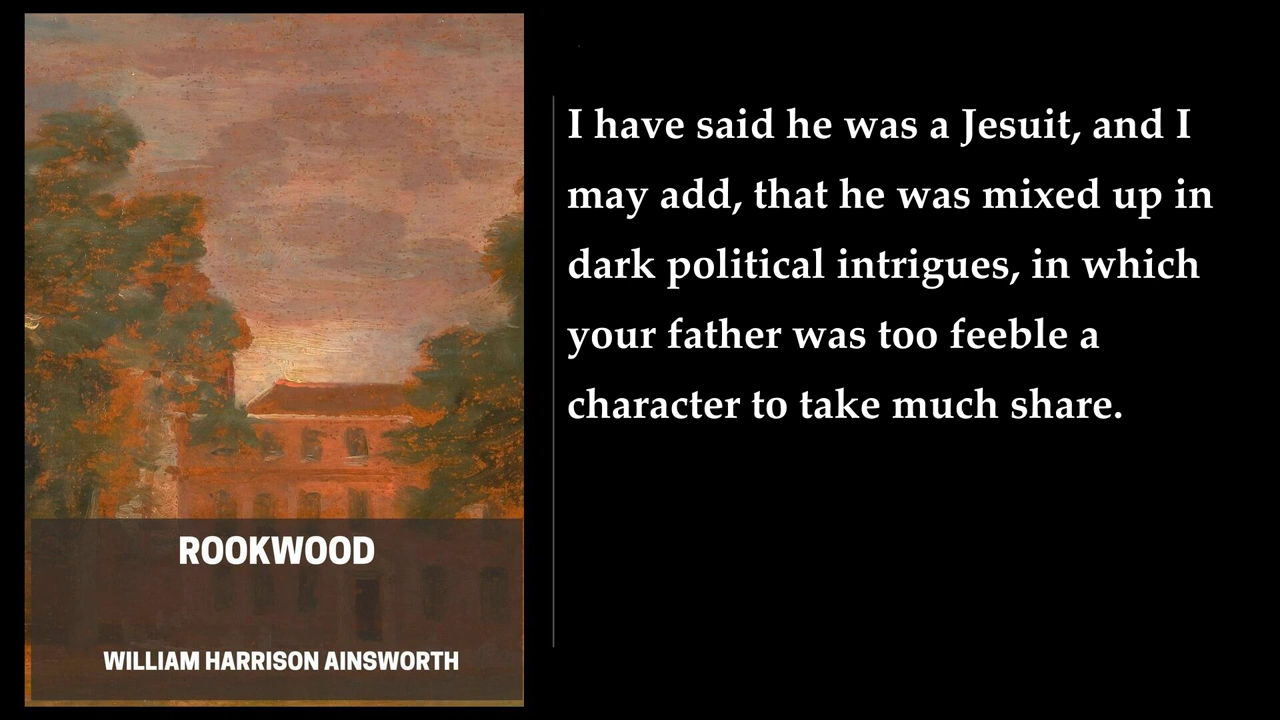 I have said he was a Jesuit, and I
may add, that he was mixed up in
dark political intrigues, in which
your father was too feeble a
character to take much share.
ROOKWOOD
WILLIAM HARRISON AINSWORTH